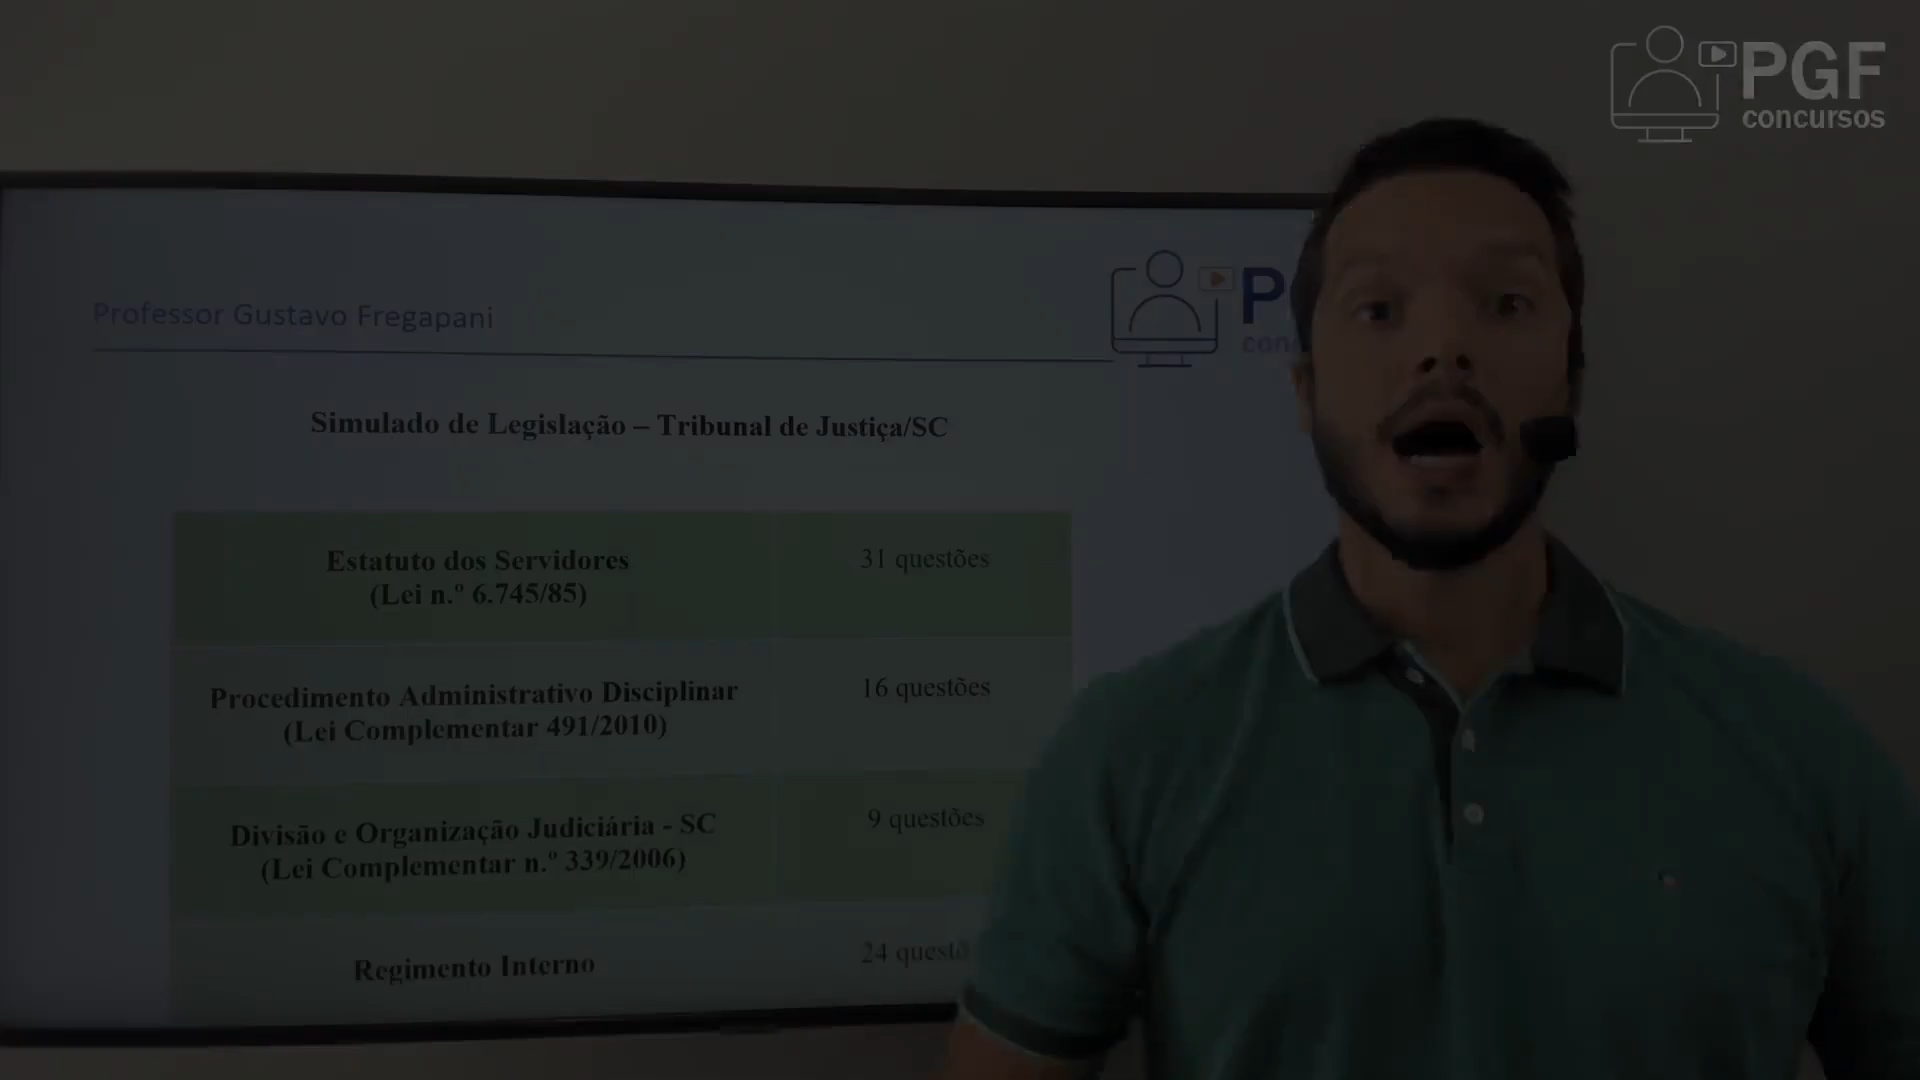 PGF
concursos
Professor Gustavo Fregapani
Simulado de Legislação – Tribunal de Justiça/SC
Estatuto dos Servidores
(Lei n.º 6.745/85)
31 questões
Procedimento Administrativo Disciplinar
(Lei Complementar 491/2010)
16 questões
Divisão e Organização Judiciária - SC
(Lei Complementar n.º 339/2006)
9 questões
Regimento Interno
24